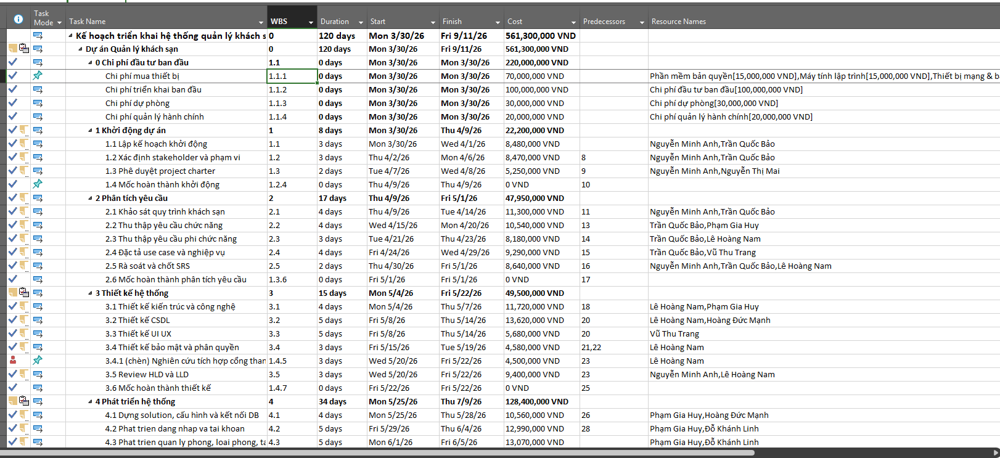 Task Mode Task Name WBS Duration Start Finish Cost Predecessors Resource Names
Kế hoạch triển khai hệ thống quản lý khách s 0 120 days Mon 3/30/26 Fri 9/11/26 561,300,000 VND
Dự án Quản lý khách sạn 0 120 days Mon 3/30/26 Fri 9/11/26 561,300,000 VND
0 Chi phí đầu tư ban đầu 1.1 0 days Mon 3/30/26 Mon 3/30/26 220,000,000 VND
Chi phí mua thiết bị 1.1.1 0 days Mon 3/30/26 Mon 3/30/26 70,000,000 VND Phần mềm bản quyền[15,000,000 VND],Máy tính lập trình[15,000,000 VND],Thiết bị mạng & b
Chi phí triển khai ban đầu 1.1.2 0 days Mon 3/30/26 Mon 3/30/26 100,000,000 VND Chi phí đầu tư ban đầu[100,000,000 VND]
Chi phí dự phòng 1.1.3 0 days Mon 3/30/26 Mon 3/30/26 30,000,000 VND Chi phí dự phòng[30,000,000 VND]
Chi phí quản lý hành chính 1.1.4 0 days Mon 3/30/26 Mon 3/30/26 20,000,000 VND Chi phí quản lý hành chính[20,000,000 VND]
1 Khởi động dự án 1 8 days Mon 3/30/26 Thu 4/9/26 22,200,000 VND
1.1 Lập kế hoạch khởi động 1.1 3 days Mon 3/30/26 Wed 4/1/26 8,480,000 VND Nguyễn Minh Anh,Trần Quốc Bảo
1.2 Xác định stakeholder và phạm vi 1.2 3 days Thu 4/2/26 Mon 4/6/26 8,470,000 VND 8 Nguyễn Minh Anh,Trần Quốc Bảo
1.3 Phê duyệt project charter 1.3 2 days Tue 4/7/26 Wed 4/8/26 5,250,000 VND 9 Nguyễn Minh Anh,Nguyễn Thị Mai
1.4 Mốc hoàn thành khởi động 1.2.4 0 days Thu 4/9/26 Thu 4/9/26 0 VND 10
2 Phân tích yêu cầu 2 17 days Thu 4/9/26 Fri 5/1/26 47,950,000 VND
2.1 Khảo sát quy trình khách sạn 2.1 4 days Thu 4/9/26 Tue 4/14/26 11,300,000 VND 11 Nguyễn Minh Anh,Trần Quốc Bảo
2.2 Thu thập yêu cầu chức năng 2.2 4 days Wed 4/15/26 Mon 4/20/26 10,540,000 VND 13 Trần Quốc Bảo,Phạm Gia Huy
2.3 Thu thập yêu cầu phi chức năng 2.3 3 days Tue 4/21/26 Thu 4/23/26 8,180,000 VND 14 Trần Quốc Bảo,Lê Hoàng Nam
2.4 Đặc tả use case và nghiệp vụ 2.4 4 days Fri 4/24/26 Wed 4/29/26 9,290,000 VND 15 Trần Quốc Bảo,Vũ Thu Trang
2.5 Rà soát và chốt SRS 2.5 2 days Thu 4/30/26 Fri 5/1/26 8,640,000 VND 16 Nguyễn Minh Anh,Trần Quốc Bảo,Lê Hoàng Nam
2.6 Mốc hoàn thành phân tích yêu cầu 1.3.6 0 days Fri 5/1/26 Fri 5/1/26 0 VND 17
3 Thiết kế hệ thống 3 15 days Mon 5/4/26 Fri 5/22/26 49,500,000 VND
3.1 Thiết kế kiến trúc và công nghệ 3.1 4 days Mon 5/4/26 Thu 5/7/26 11,720,000 VND 18 Lê Hoàng Nam,Phạm Gia Huy
3.2 Thiết kế CSDL 3.2 5 days Fri 5/8/26 Thu 5/14/26 13,620,000 VND 20 Lê Hoàng Nam,Hoàng Đức Mạnh
3.3 Thiết kế UI UX 3.3 5 days Fri 5/8/26 Thu 5/14/26 5,680,000 VND 20 Vũ Thu Trang
3.4 Thiết kế bảo mật và phân quyền 3.4 3 days Fri 5/15/26 Tue 5/19/26 4,580,000 VND 21,22 Lê Hoàng Nam
3.4.1 (chèn) Nghiên cứu tích hợp cổng than 1.4.5 3 days Wed 5/20/26 Fri 5/22/26 4,500,000 VND 23 Lê Hoàng Nam
3.5 Review HLD và LLD 3.5 3 days Wed 5/20/26 Fri 5/22/26 9,400,000 VND 23 Nguyễn Minh Anh,Lê Hoàng Nam
3.6 Mốc hoàn thành thiết kế 1.4.7 0 days Fri 5/22/26 Fri 5/22/26 0 VND 25
4 Phát triển hệ thống 4 34 days Mon 5/25/26 Thu 7/9/26 128,400,000 VND
4.1 Dựng solution, cấu hình và kết nối DB 4.1 4 days Mon 5/25/26 Thu 5/28/26 10,560,000 VND 26 Phạm Gia Huy,Hoàng Đức Mạnh
4.2 Phat trien dang nhap va tai khoan 4.2 5 days Fri 5/29/26 Thu 6/4/26 12,990,000 VND 28 Phạm Gia Huy,Đỗ Khánh Linh
4.3 Phat trien quan ly phong, loai phong, ta 4.3 5 days Mon 6/1/26 Fri 6/5/26 13,070,000 VND Phạm Gia Huy,Đỗ Khánh Linh